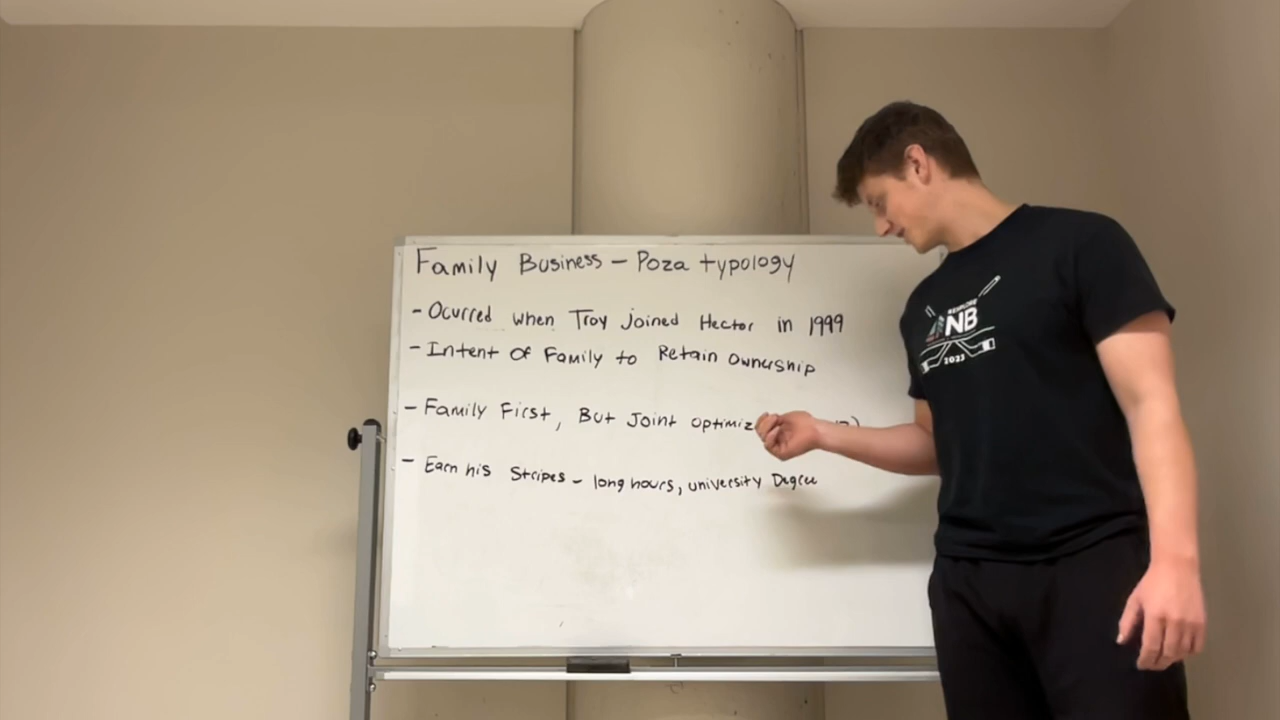 Family Business - Poza typology
- Ocurred when Troy joined Hector in 1999
- Intent of Family to Retain Ownership
- Family First, But Joint optimiz
- Earn his Stripes - long hours, university Degree
NB
2023